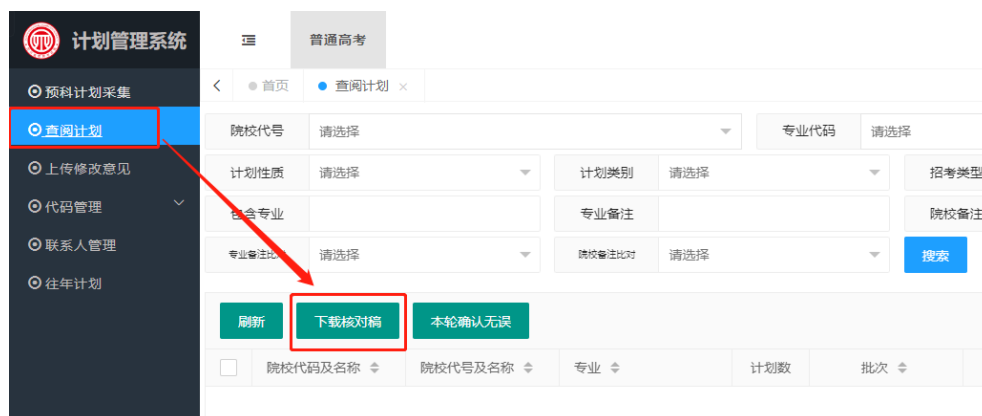 计划管理系统
普通高考
预科计划采集
首页
查阅计划
查阅计划
院校代号
请选择
专业代码
请选择
上传修改意见
计划性质
请选择
计划类别
请选择
招考类型
代码管理
包含专业
专业备注
院校备注
联系人管理
专业备注比对
请选择
院校备注比对
请选择
搜索
往年计划
刷新
下载核对稿
本轮确认无误
院校代码及名称
院校代号及名称
专业
计划数
批次